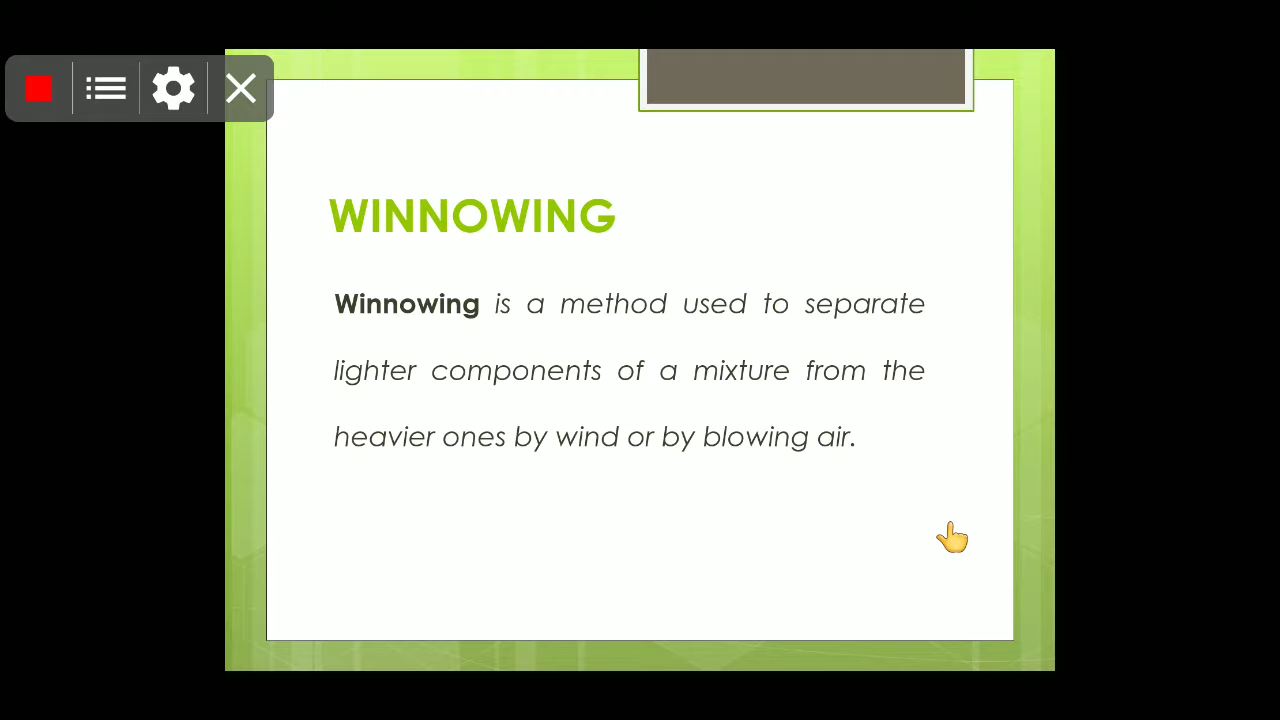 WINNOWING
Winnowing is a method used to separate
lighter components of a mixture from the
heavier ones by wind or by blowing air.